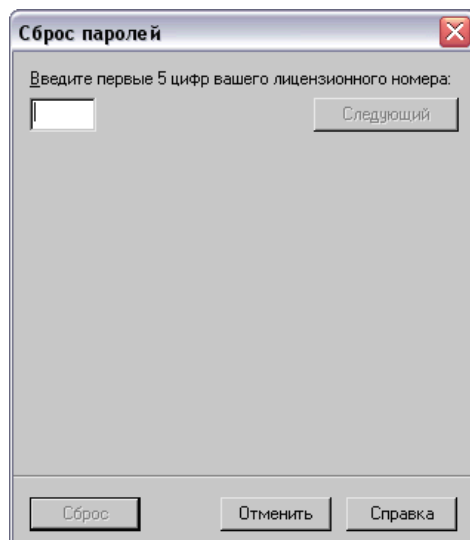 Сброс паролей
Введите первые 5 цифр вашего лицензионного номера:
Следующий
Сброс
Отменить
Справка